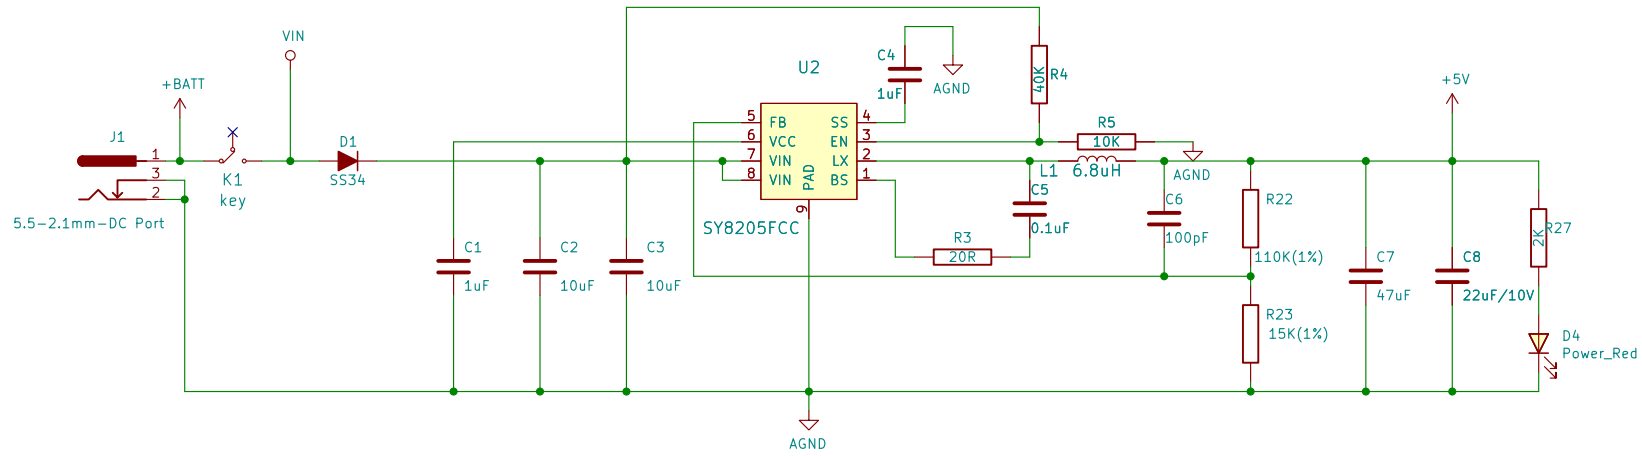 VIN
+BATT
J1
1
3
2
5.5-2.1mm-DC Port
K1
key
D1
SS34
C1
1uF
C2
10uF
C3
10uF
U2
5
6
7
8
FB
VCC
VIN
VIN
SS
EN
LX
BS
4
3
2
1
PAD
9
SY8205FCC
AGND
C4
1uF
AGND
R4
40K
R5
10K
AGND
L1
6.8uH
C5
0.1uF
R3
20R
C6
100pF
R22
110K(1%)
R23
15K(1%)
C7
47uF
+5V
C8
22uF/10V
R27
2K
D4
Power_Red